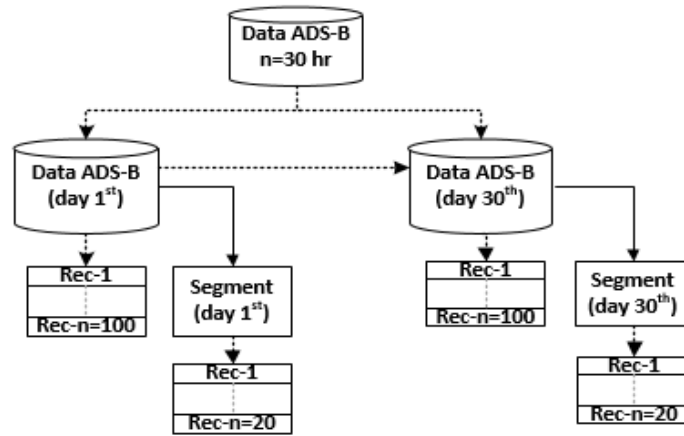 Data ADS-B
n=30 hr
Data ADS-B
(day 1st)
Data ADS-B
(day 30th)
Rec-1
Rec-n=100
Segment
(day 1st)
Rec-1
Rec-n=20
Rec-1
Rec-n=100
Segment
(day 30th)
Rec-1
Rec-n=20